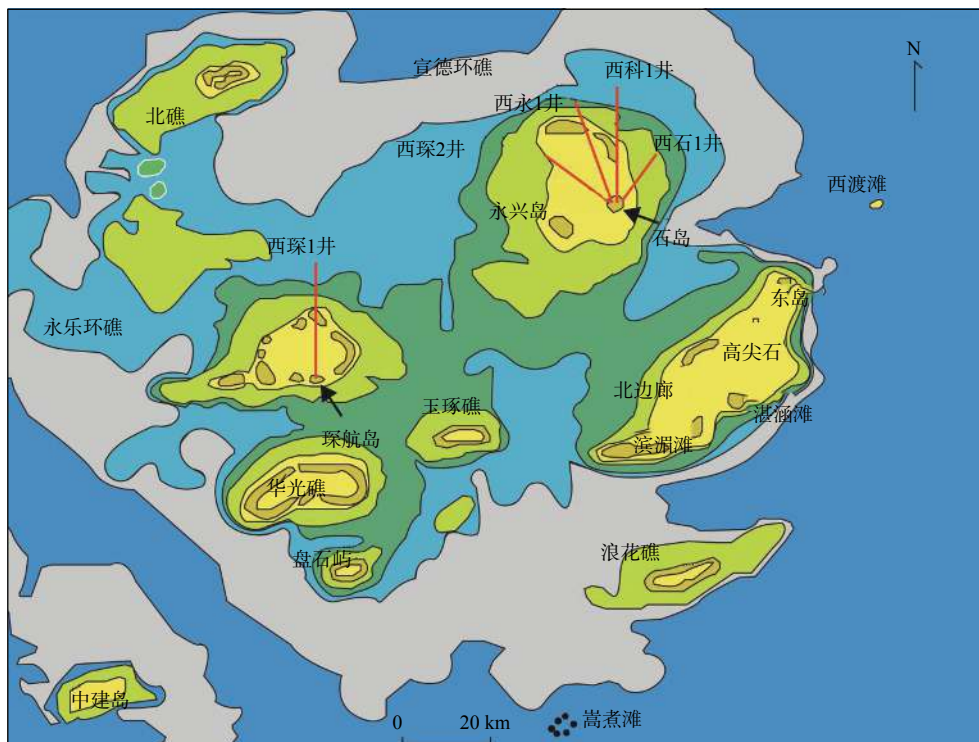 N
宣德环礁
西科1井
西永1井
北礁
西琛2井
西石1井
西渡滩
永兴岛
石岛
西琛1井
东岛
永乐环礁
高尖石
北边廊
玉琢礁
湛涵滩
琛航岛
滨湄滩
华光礁
浪花礁
盘石屿
中建岛
0 20 km
嵩煮滩